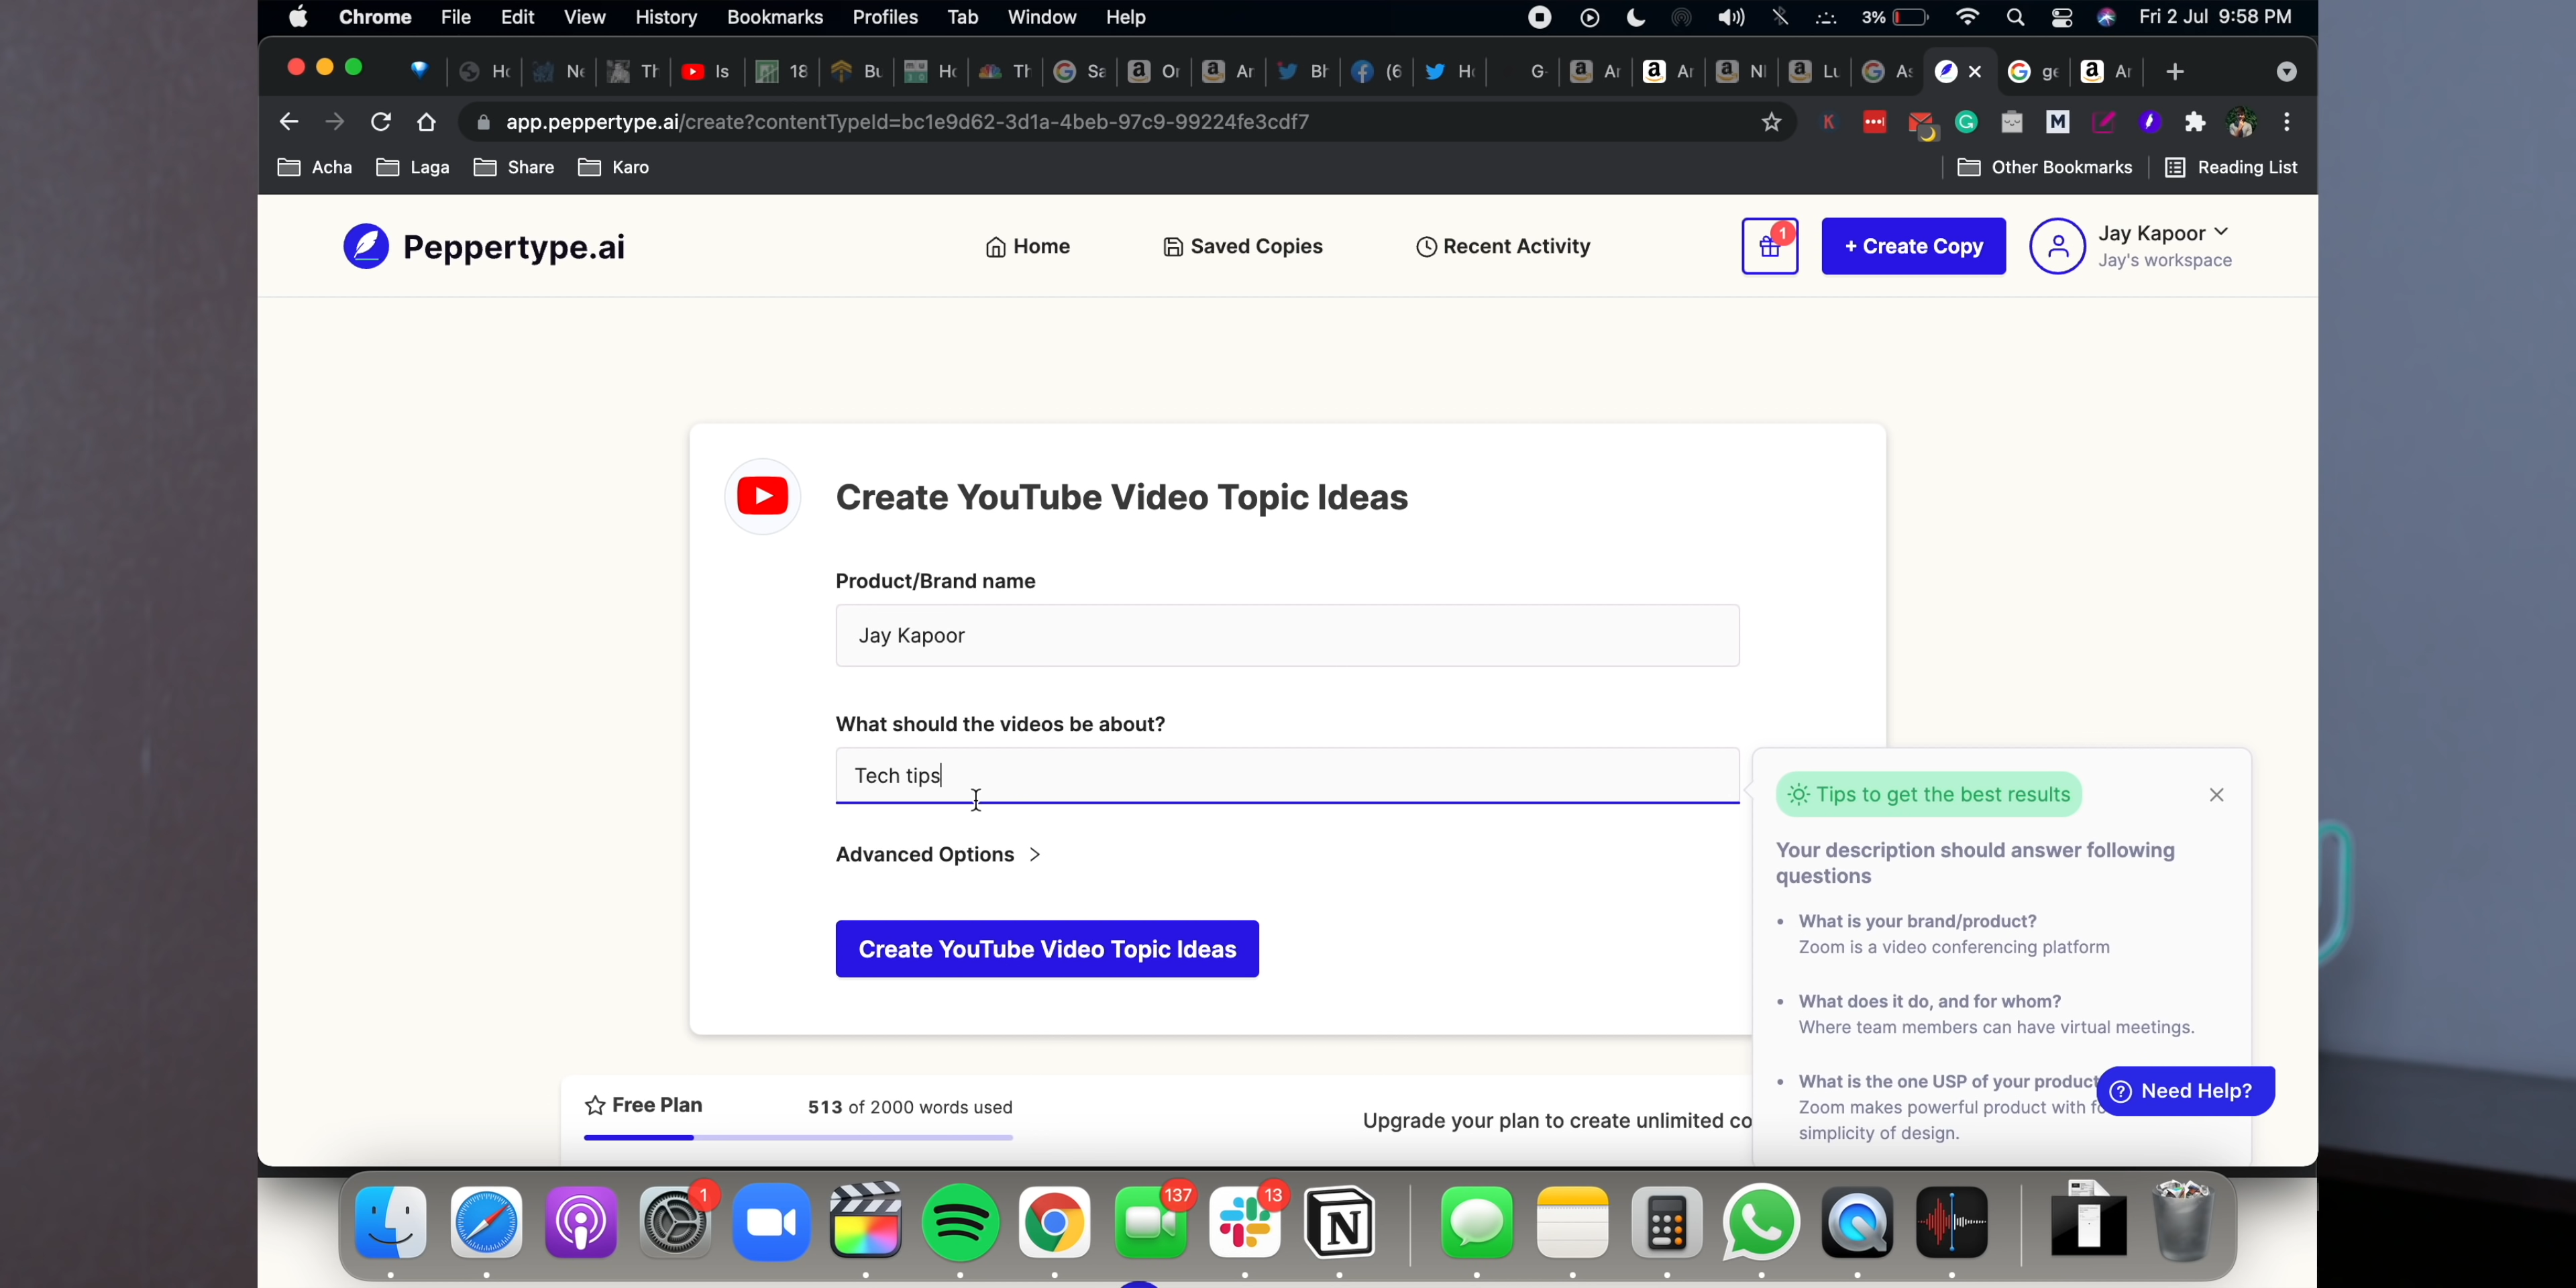 Chrome File Edit View History Bookmarks Profiles Tab Window Help 3% Fri 2 Jul 9:58 PM
Is 18 G- a a a a
app.peppertype.ai/create?contentTypeId=bc1e9d62-3d1a-4beb-97c9-99224fe3cdf7
Acha Laga Share Karo Other Bookmarks Reading List
Peppertype.ai Home Saved Copies Recent Activity 1 + Create Copy Jay Kapoor
Jay's workspace
Create YouTube Video Topic Ideas
Product/Brand name
Jay Kapoor
What should the videos be about?
Tech tips
Advanced Options >
Create YouTube Video Topic Ideas
Tips to get the best results
Your description should answer following
questions
• What is your brand/product?
Zoom is a video conferencing platform
• What does it do, and for whom?
Where team members can have virtual meetings.
• What is the one USP of your product
Zoom makes powerful product with
simplicity of design.
Need Help?
Free Plan 513 of 2000 words used
Upgrade your plan to create unlimited
1 137 13